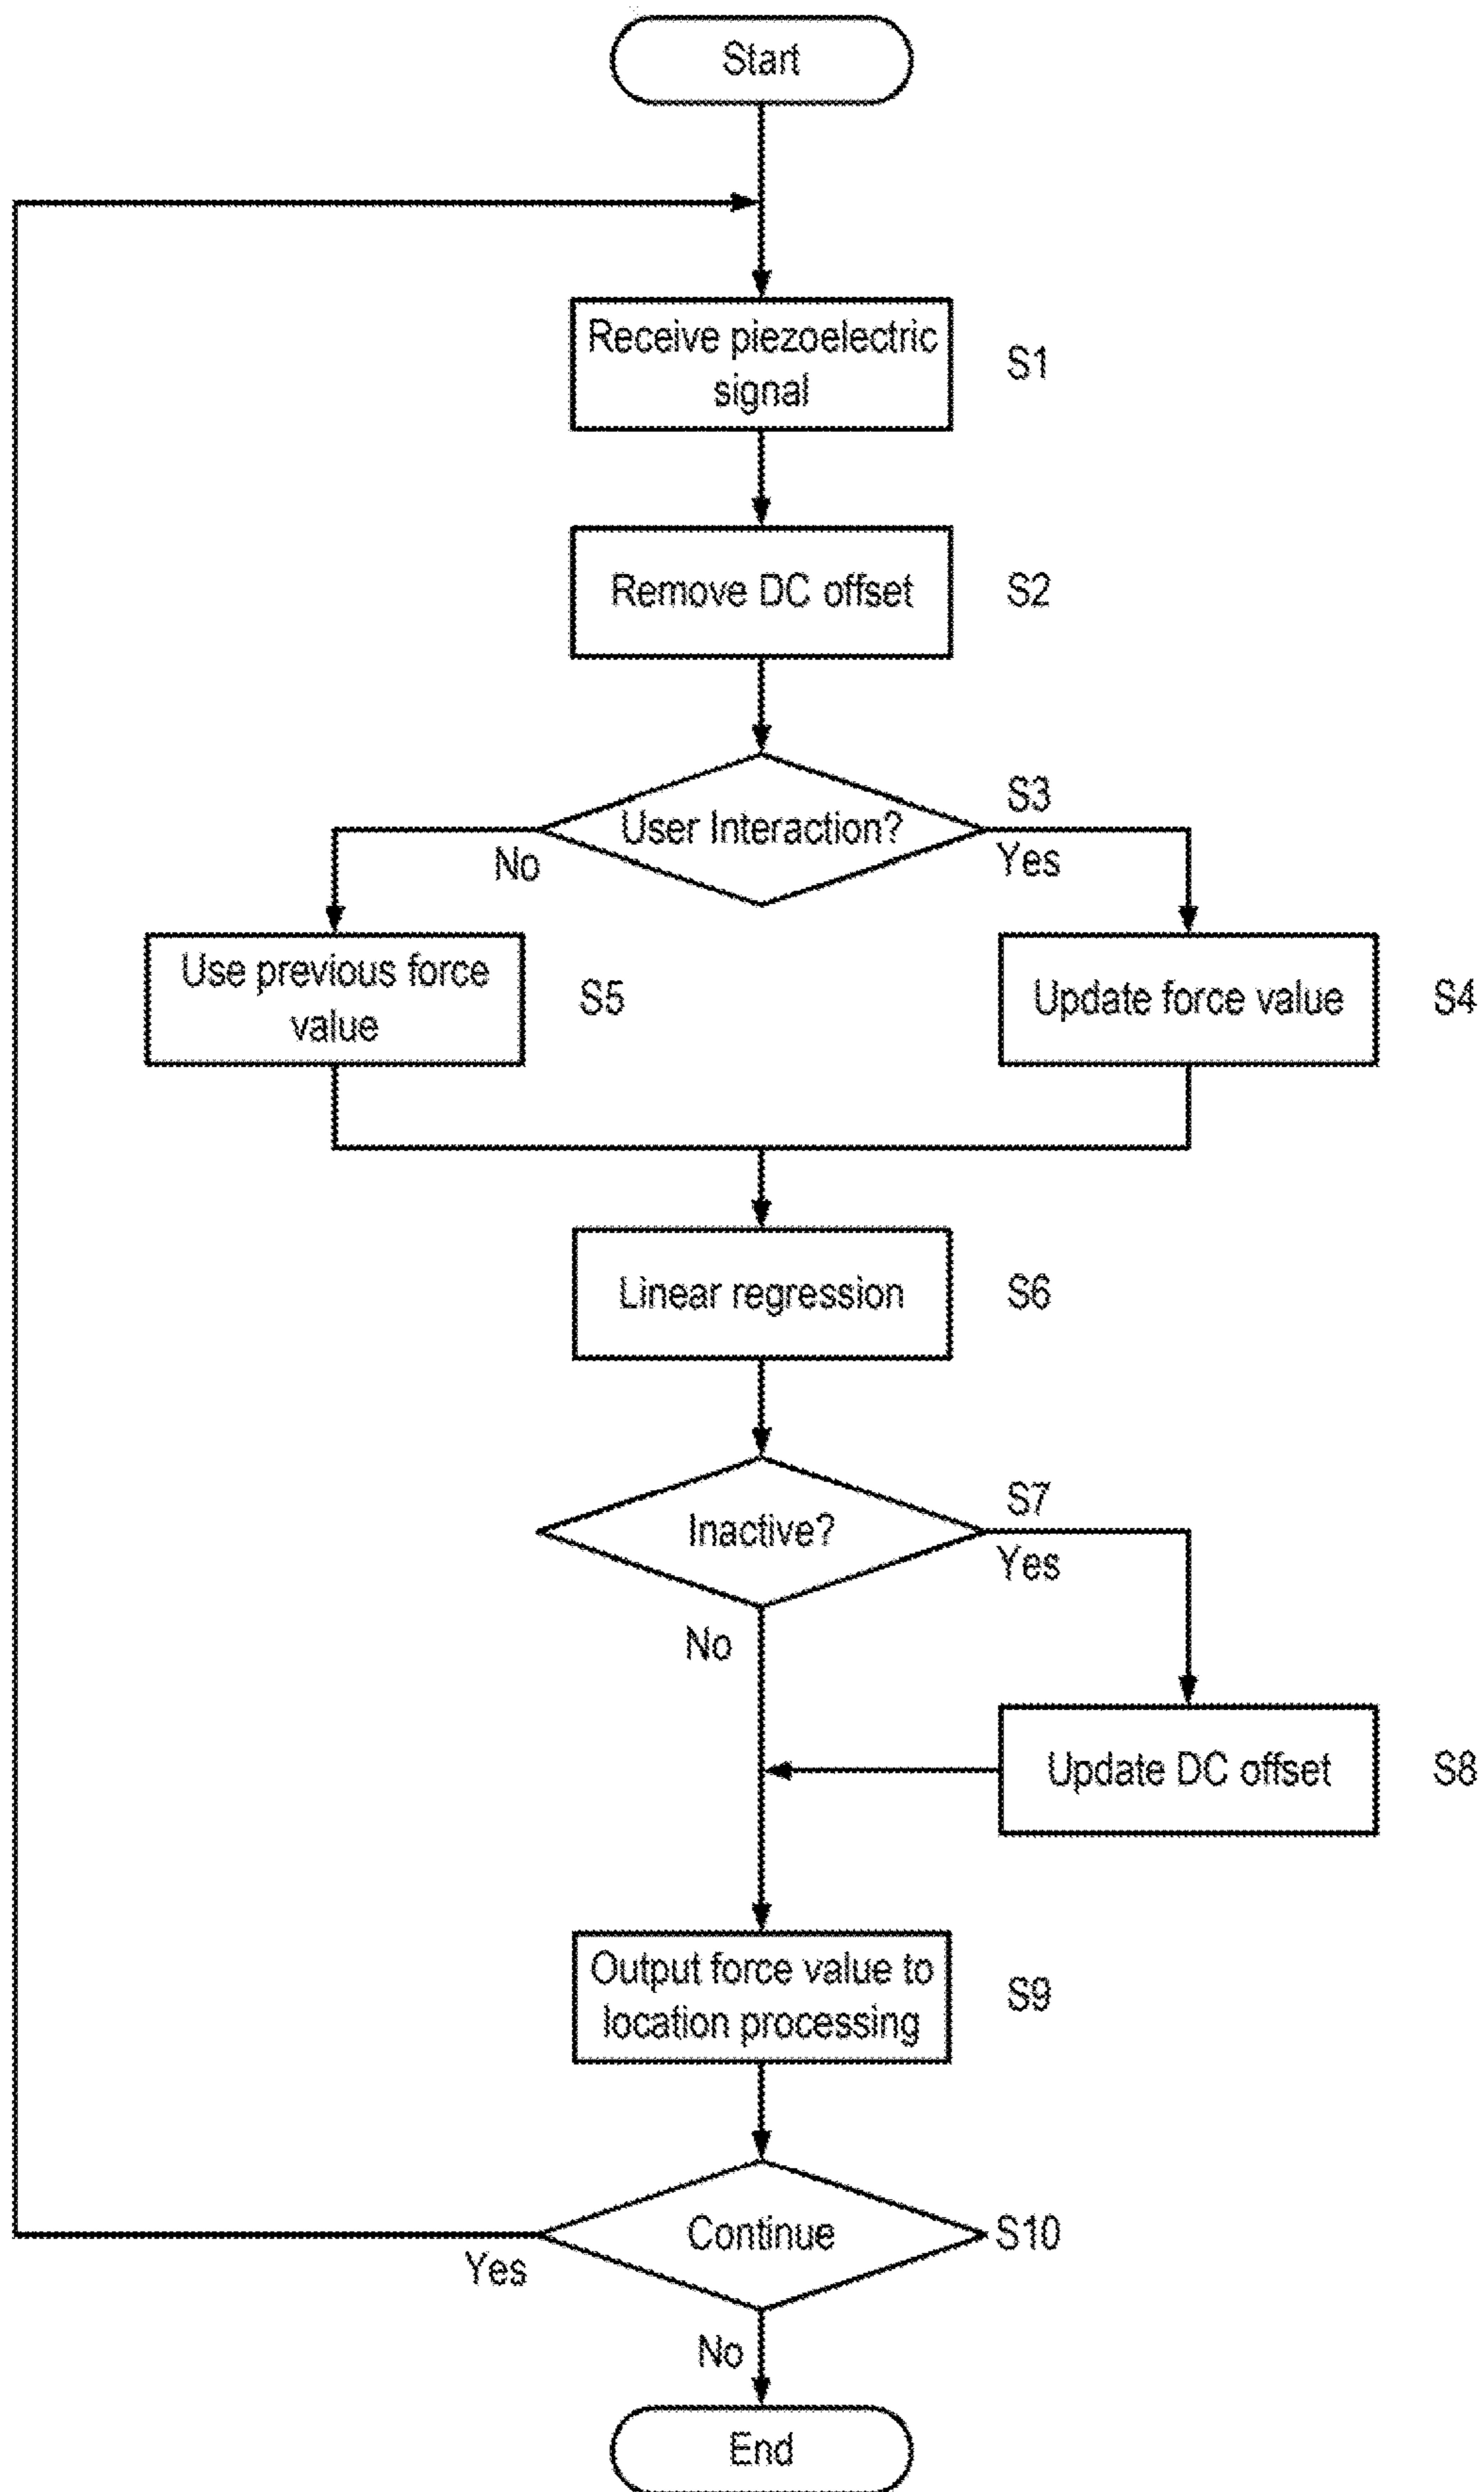 Start
Receive piezoelectric
signal
S1
Remove DC offset
S2
User Interaction?
S3
No
Yes
Use previous force
value
S5
Update force value
S4
Linear regression
S6
Inactive?
S7
Yes
No
Update DC offset
S8
Output force value to
location processing
S9
Continue
S10
Yes
No
End